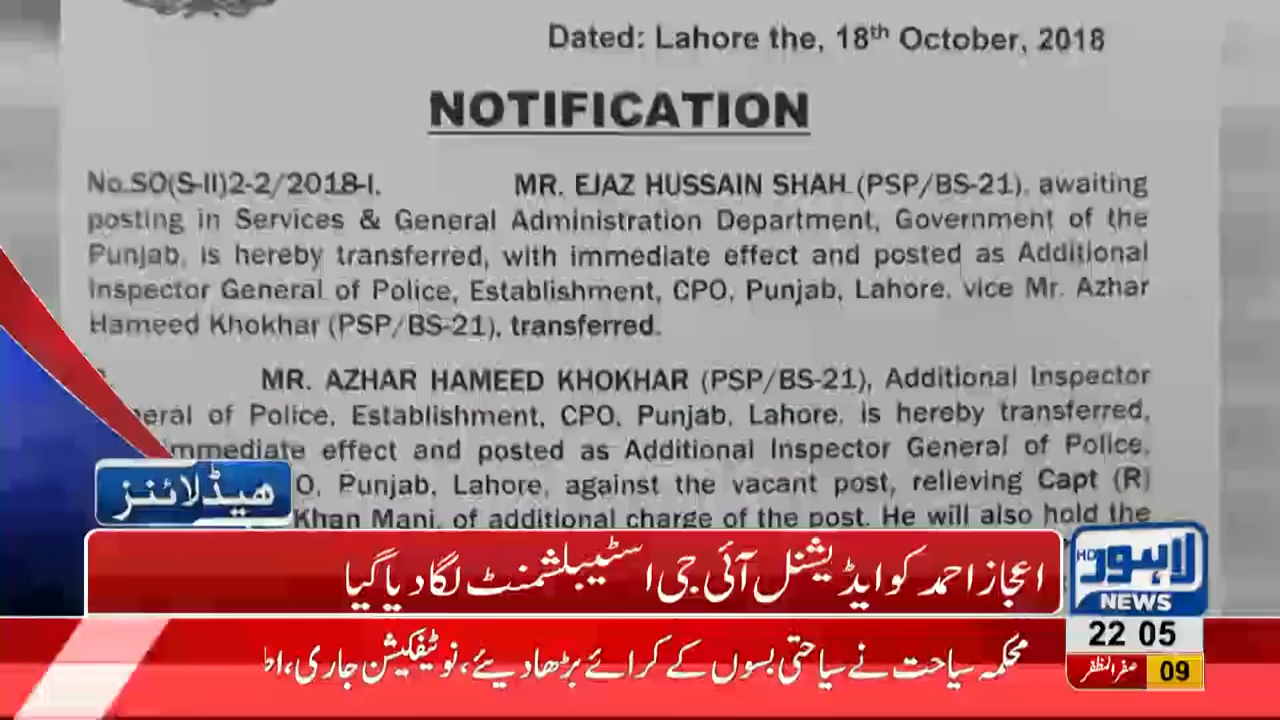 Dated: Lahore the, 18th October, 2018
NOTIFICATION
No.SO(S-II)2-2/2018-I. MR. EJAZ HUSSAIN SHAH (PSP/BS-21), awaiting
posting in Services & General Administration Department, Government of the
Punjab, is hereby transferred, with immediate effect and posted as Additional
Inspector General of Police, Establishment, CPO, Punjab, Lahore, vice Mr. Azhar
Hameed Khokhar (PSP/BS-21), transferred.
MR. AZHAR HAMEED KHOKHAR (PSP/BS-21), Additional Inspector
eral of Police, Establishment, CPO, Punjab, Lahore, is hereby transferred,
mmediate effect and posted as Additional Inspector General of Police,
O, Punjab, Lahore, against the vacant post, relieving Capt (R)
Khan Mani, of additional charge of the post. He will also hold the
ھیڈلائنز
اعجاز احمد کو ایڈیشنل آئی جی اسٹیبلشمنٹ لگا دیا گیا
HD لاہور
NEWS
22 05
صفر المظفر 09
محکمہ سیاحت نے سیاحتی بسوں کے کرائے بڑھا دیئے، نوٹیفکیشن جاری،